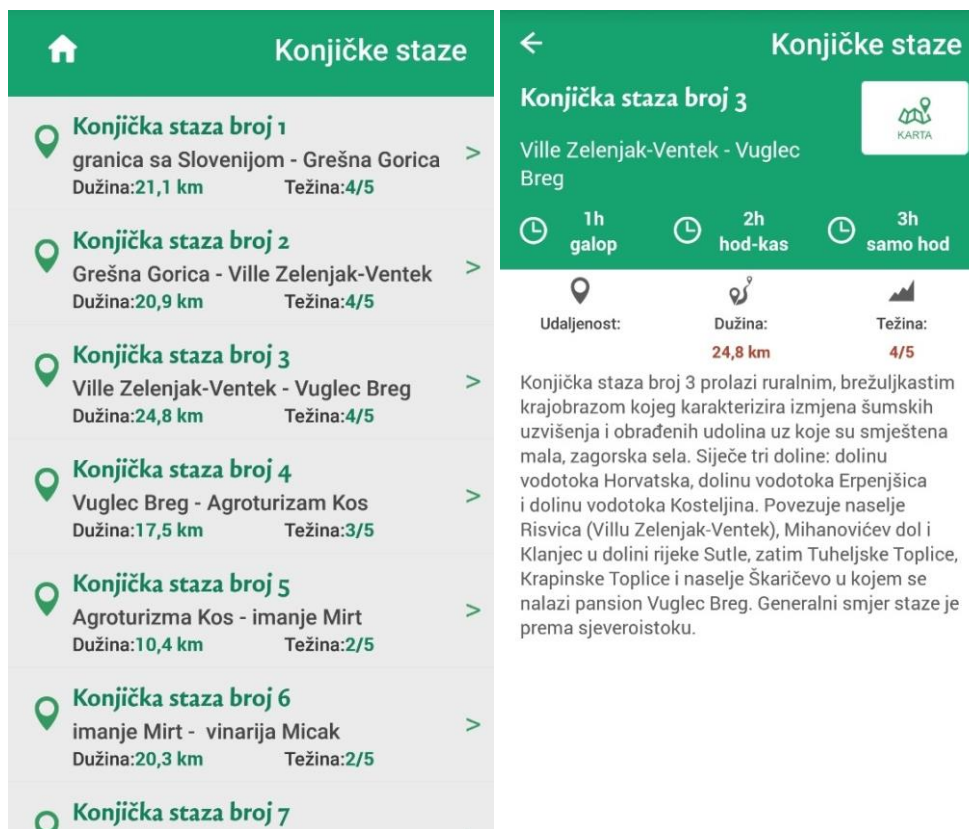 Konjičke staze
Konjička staza broj 1
granica sa Slovenijom - Grešna Gorica
Dužina:21,1 km Težina:4/5
>
Konjička staza broj 2
Grešna Gorica - Ville Zelenjak-Ventek
Dužina:20,9 km Težina:4/5
>
Konjička staza broj 3
Ville Zelenjak-Ventek - Vuglec Breg
Dužina:24,8 km Težina:4/5
>
Konjička staza broj 4
Vuglec Breg - Agroturizam Kos
Dužina:17,5 km Težina:3/5
>
Konjička staza broj 5
Agroturizma Kos - imanje Mirt
Dužina:10,4 km Težina:2/5
>
Konjička staza broj 6
imanje Mirt - vinarija Micak
Dužina:20,3 km Težina:2/5
>
Konjička staza broj 7
Konjičke staze
Konjička staza broj 3
KARTA
Ville Zelenjak-Ventek - Vuglec
Breg
1h 2h 3h
galop hod-kas samo hod
Udaljenost: Dužina: Težina:
24,8 km 4/5
Konjička staza broj 3 prolazi ruralnim, brežuljkastim
krajobrazom kojeg karakterizira izmjena šumskih
uzvišenja i obrađenih udolina uz koje su smještena
mala, zagorska sela. Siječe tri doline: dolinu
vodotoka Horvatska, dolinu vodotoka Erpenjšica
i dolinu vodotoka Kosteljina. Povezuje naselje
Risvica (Villu Zelenjak-Ventek), Mihanovićev dol i
Klanjec u dolini rijeke Sutle, zatim Tuheljske Toplice,
Krapinske Toplice i naselje Škaričevo u kojem se
nalazi pansion Vuglec Breg. Generalni smjer staze je
prema sjeveroistoku.